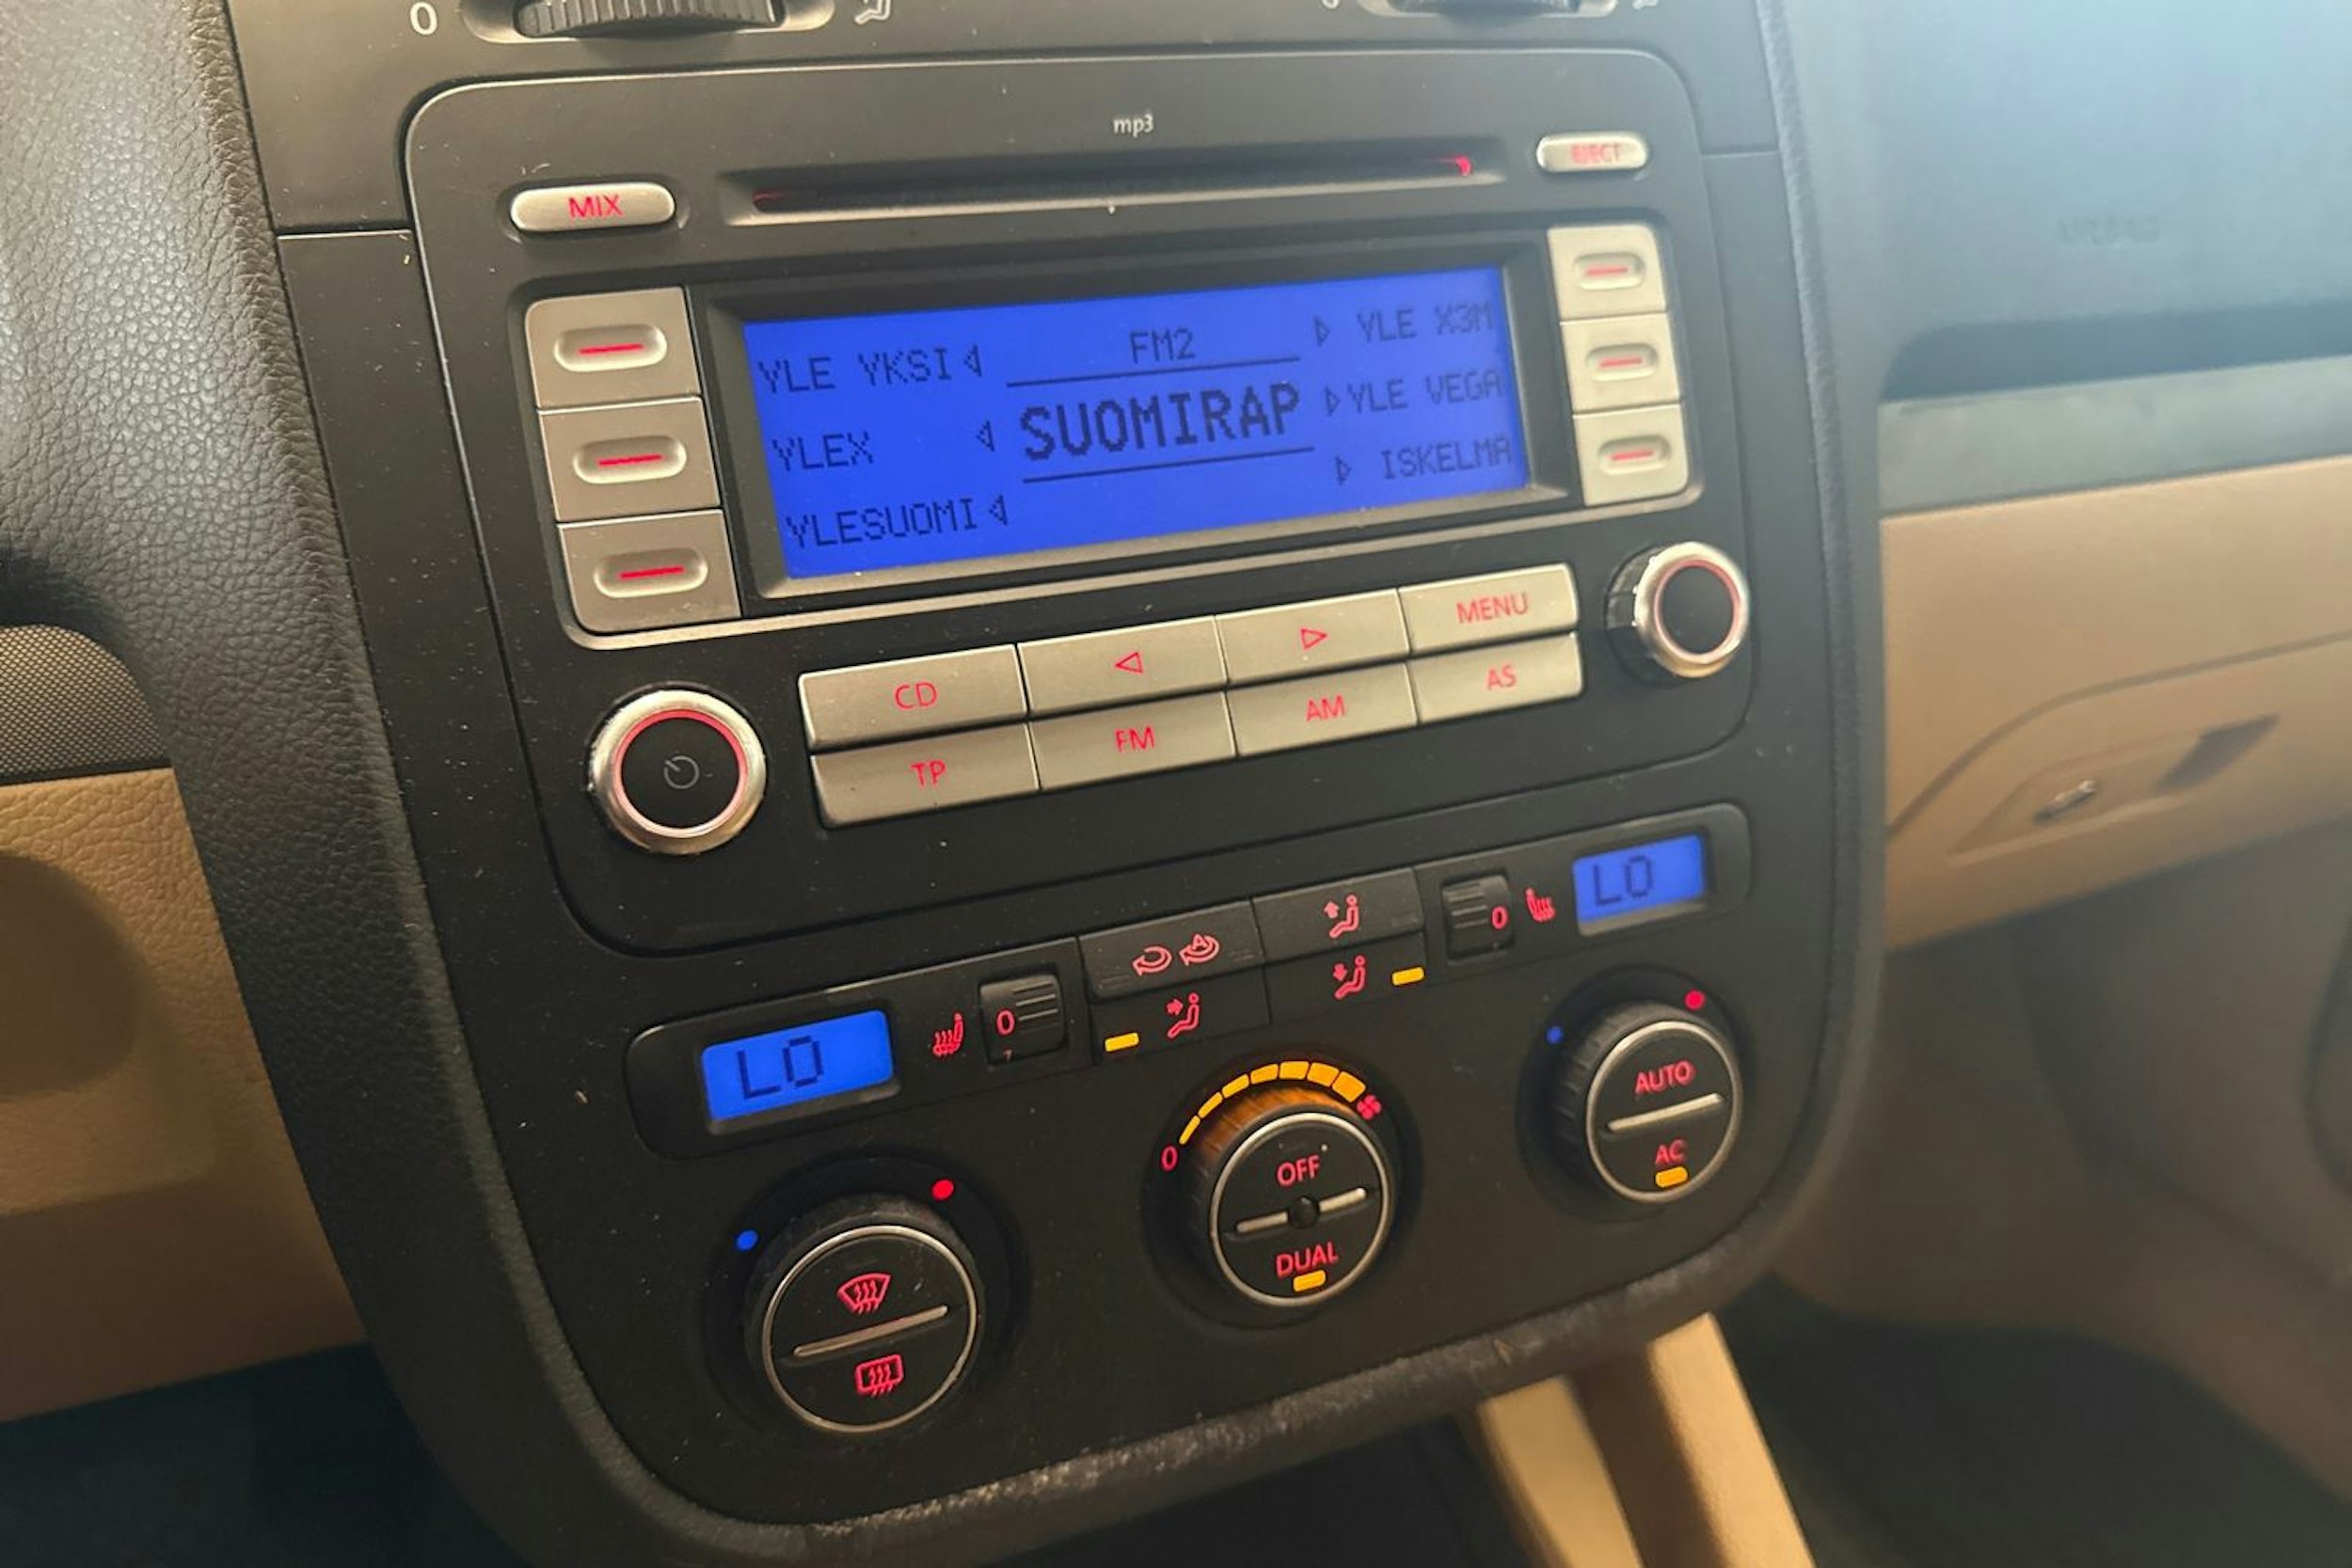 0
mp3
MIX
EJECT
YLE YKSI
FM2
YLE X3M
YLEX
SUOMIRAP
YLE VEGA
YLESUOMI
ISKELMA
CD
MENU
TP
FM
AM
AS
LO
0
0
LO
0
OFF
DUAL
AUTO
AC